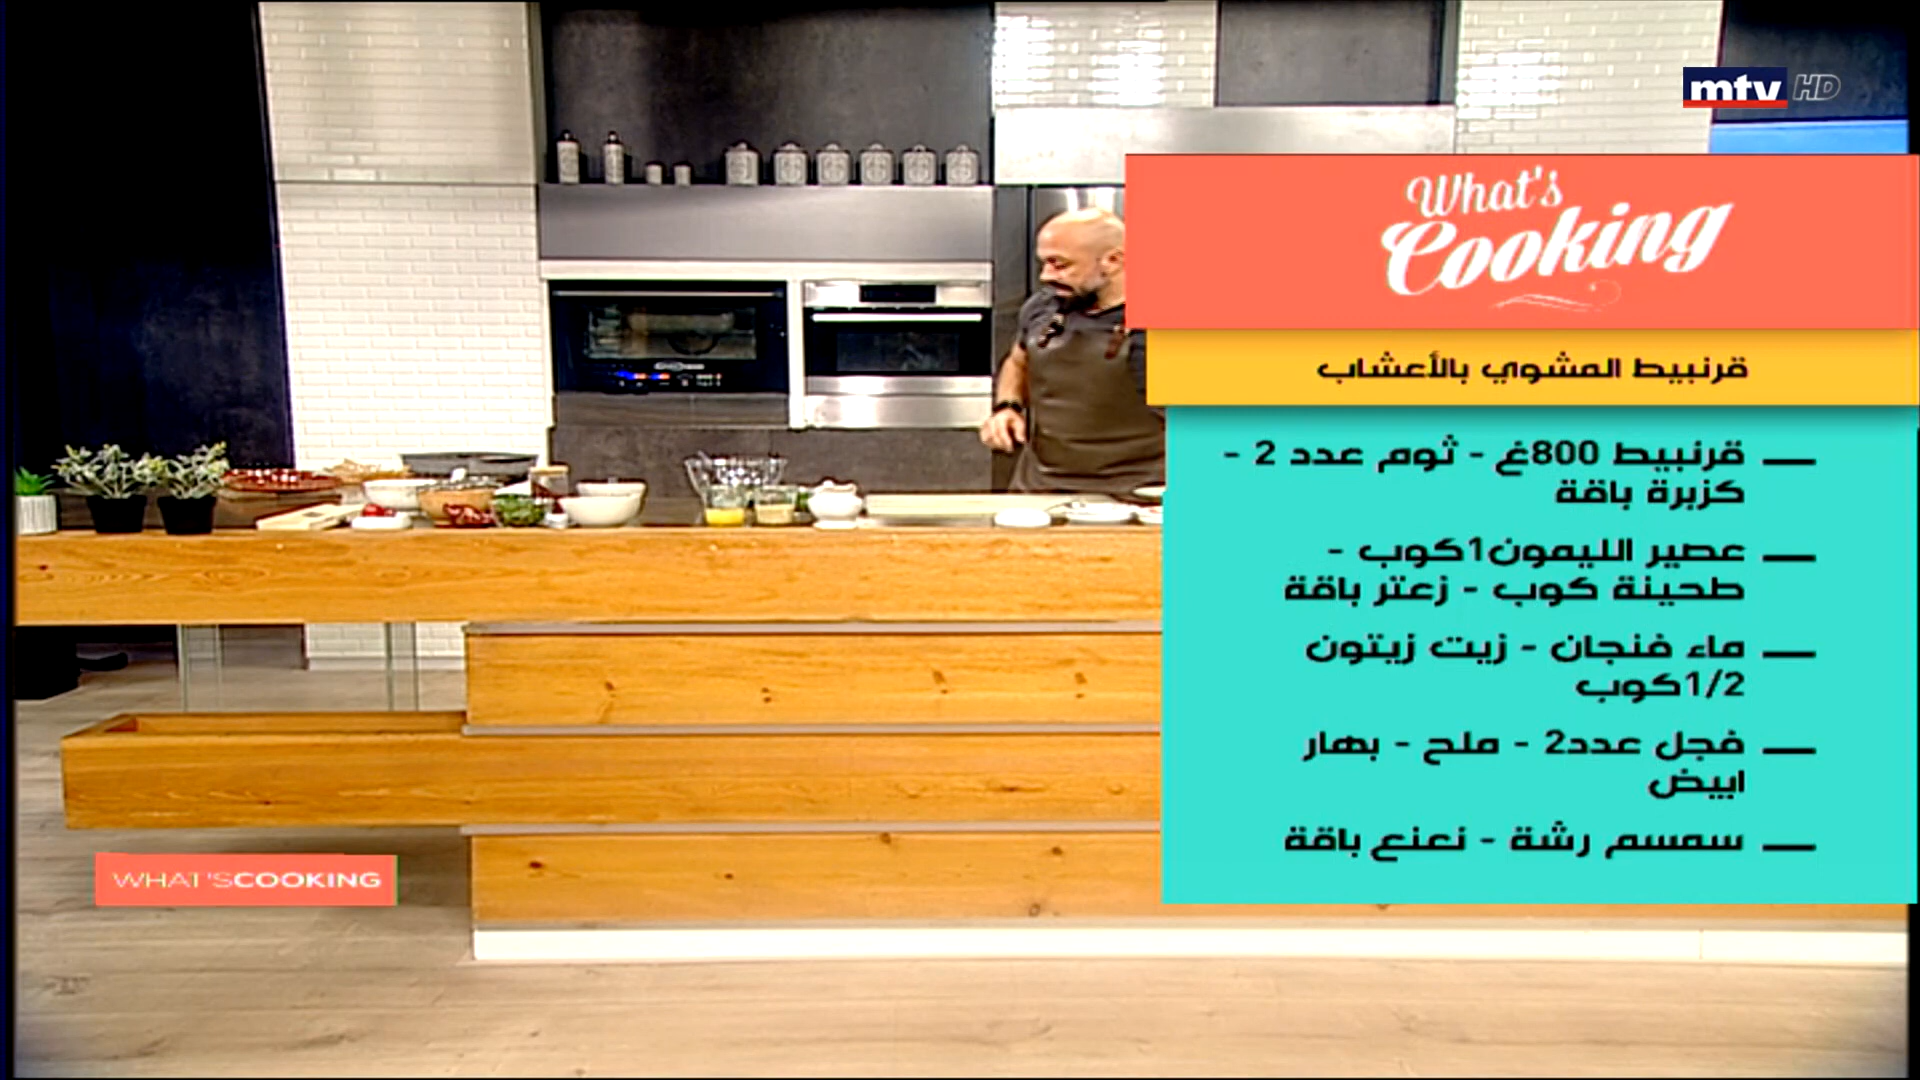 mtv HD
What's
Cooking
قرنبيط المشوي بالأعشاب
قرنبيط 800غ - ثوم عدد 2 -
كزبرة باقة
عصير الليمون1كوب -
طحينة كوب - زعتر باقة
ماء فنجان - زيت زيتون
1/2كوب
فجل عدد2 - ملح - بهار
ابيض
سمسم رشة - نعنع باقة
WHAT'SCOOKING